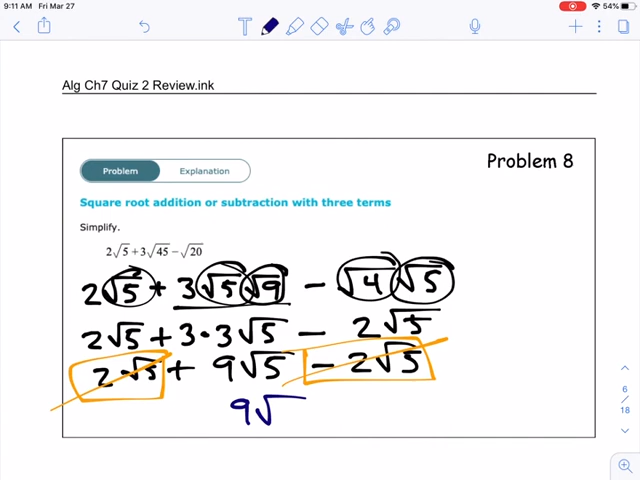 9:11 AM Fri Mar 27
54%
T
Alg Ch7 Quiz 2 Review.ink
Problem 8
Problem Explanation
Square root addition or subtraction with three terms
Simplify.
2√5 + 3√45 − √20
2√5 + 3√5√9 − √4√5
2√5 + 3•3√5 − 2√5
2•√5 + 9√5 − 2√5
9√
6
/
18